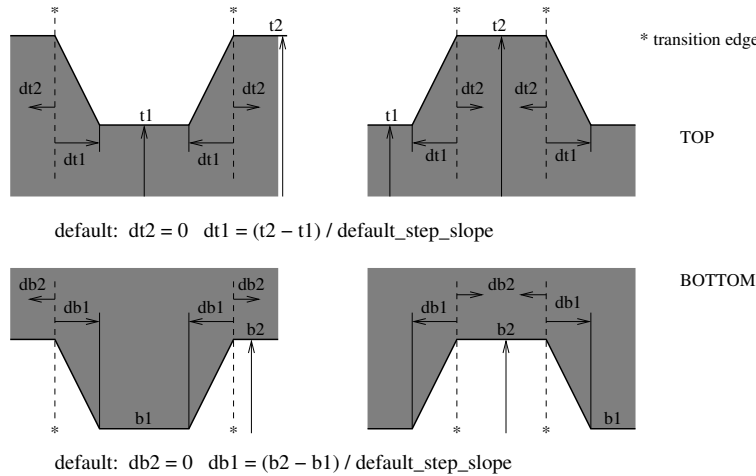 * * * *
t2 t2
* transition edge
dt2 dt2 dt2 dt2
t1 t1
dt1 dt1 dt1 dt1
TOP
default: dt2 = 0 dt1 = (t2 − t1) / default_step_slope
db2 db2 db2
BOTTOM
db1 db1 db1 db1
b2 b2
b1 b1
* * * *
default: db2 = 0 db1 = (b2 − b1) / default_step_slope